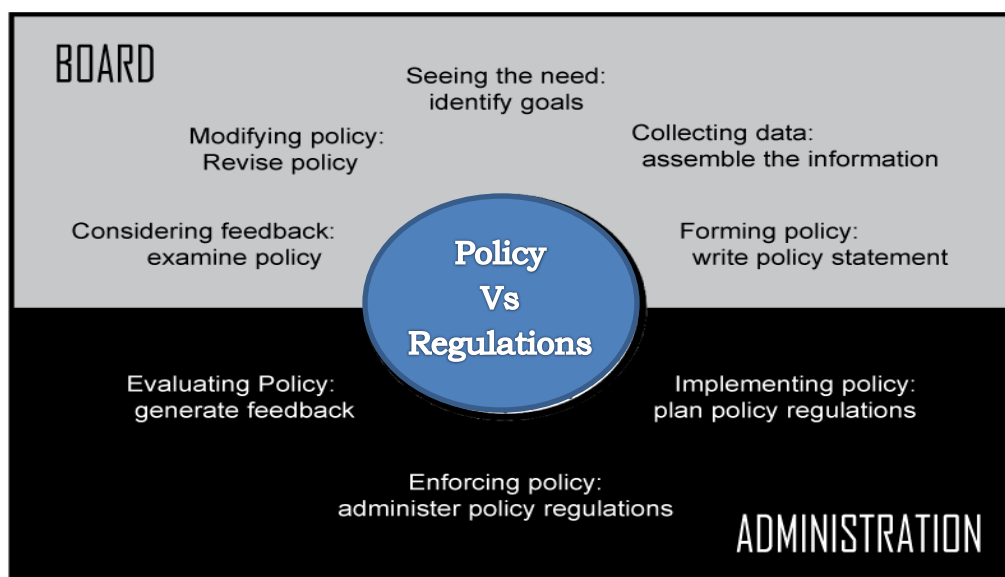 BOARD
Seeing the need:
identify goals
Modifying policy:
Revise policy
Collecting data:
assemble the information
Considering feedback:
examine policy
Forming policy:
write policy statement
Policy
Vs
Regulations
Evaluating Policy:
generate feedback
Implementing policy:
plan policy regulations
Enforcing policy:
administer policy regulations
ADMINISTRATION